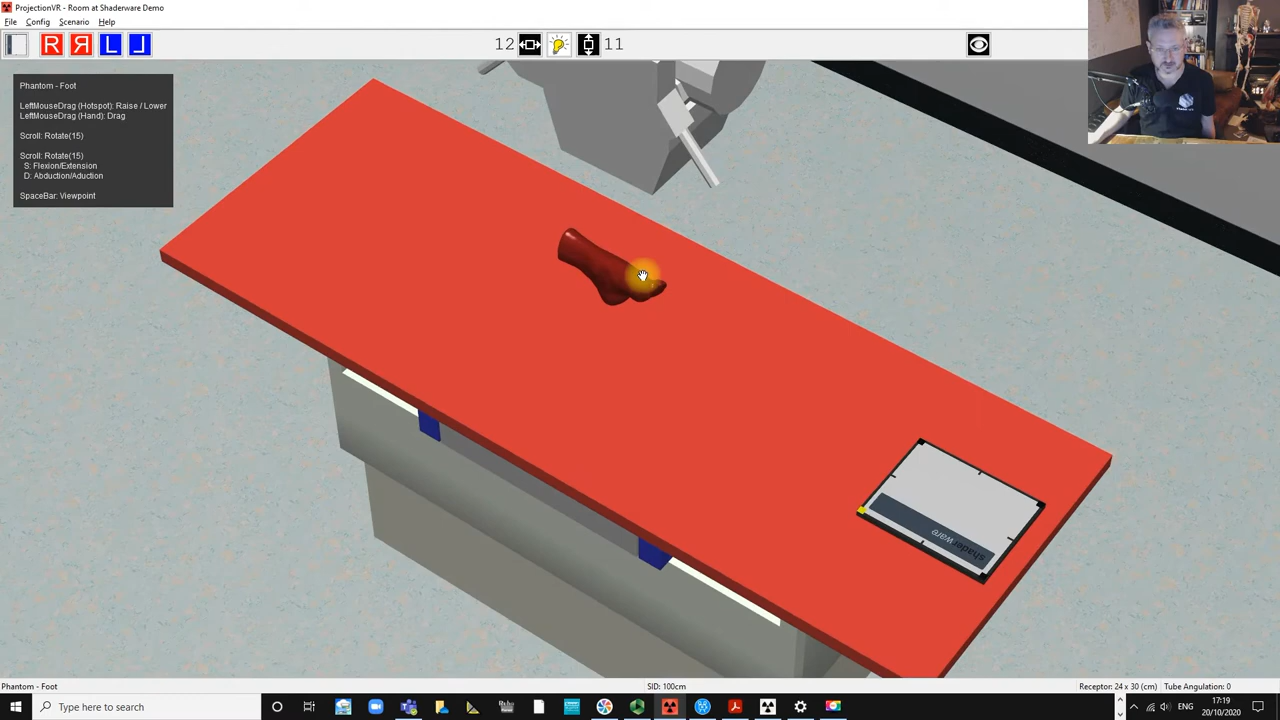 ProjectionVR - Room at Shaderware Demo
File Config Scenario Help
R R L L 12 11
Phantom - Foot
LeftMouseDrag (Hotspot): Raise / Lower
LeftMouseDrag (Hand): Drag
Scroll: Rotate(15)
Scroll: Rotate(15)
S: Flexion/Extension
D: Abduction/Aduction
SpaceBar: Viewpoint
shaderware
Phantom - Foot SID: 100cm Receptor: 24 x 30 (cm) Tube Angulation: 0
Type here to search
ENG
17:19
20/10/2020